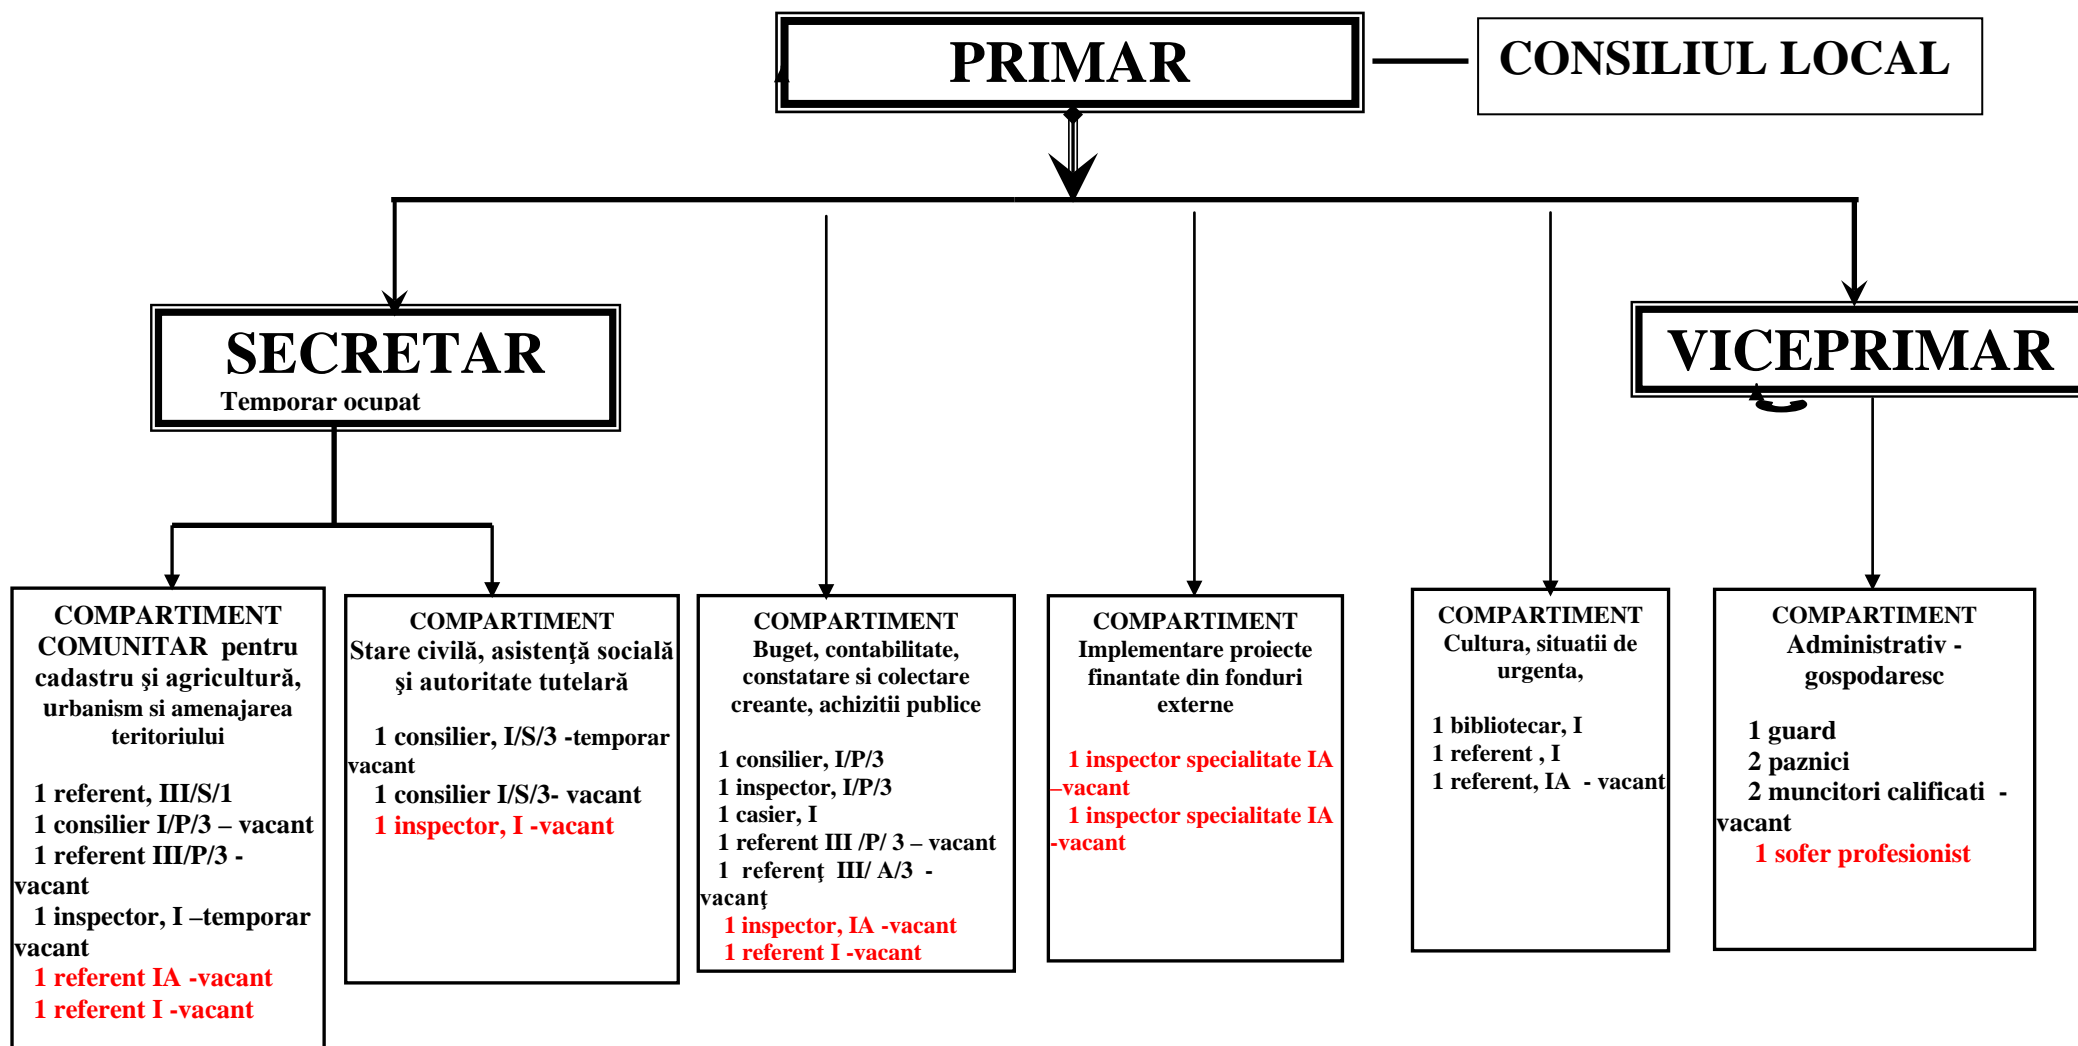 PRIMAR
CONSILIUL LOCAL
SECRETAR
Temporar ocupat
VICEPRIMAR
COMPARTIMENT
COMUNITAR pentru
cadastru şi agricultură,
urbanism si amenajarea
teritoriului
1 referent, III/S/1
1 consilier I/P/3 – vacant
1 referent III/P/3 -
vacant
1 inspector, I –temporar
vacant
1 referent IA -vacant
1 referent I -vacant
COMPARTIMENT
Stare civilă, asistenţă socială
şi autoritate tutelară
1 consilier, I/S/3 -temporar
vacant
1 consilier I/S/3- vacant
1 inspector, I -vacant
COMPARTIMENT
Buget, contabilitate,
constatare si colectare
creante, achizitii publice
1 consilier, I/P/3
1 inspector, I/P/3
1 casier, I
1 referent III /P/ 3 – vacant
1 referenţ III/ A/3 -
vacanţ
1 inspector, IA -vacant
1 referent I -vacant
COMPARTIMENT
Implementare proiecte
finantate din fonduri
externe
1 inspector specialitate IA
–vacant
1 inspector specialitate IA
-vacant
COMPARTIMENT
Cultura, situatii de
urgenta,
1 bibliotecar, I
1 referent , I
1 referent, IA - vacant
COMPARTIMENT
Administrativ -
gospodaresc
1 guard
2 paznici
2 muncitori calificati -
vacant
1 sofer profesionist